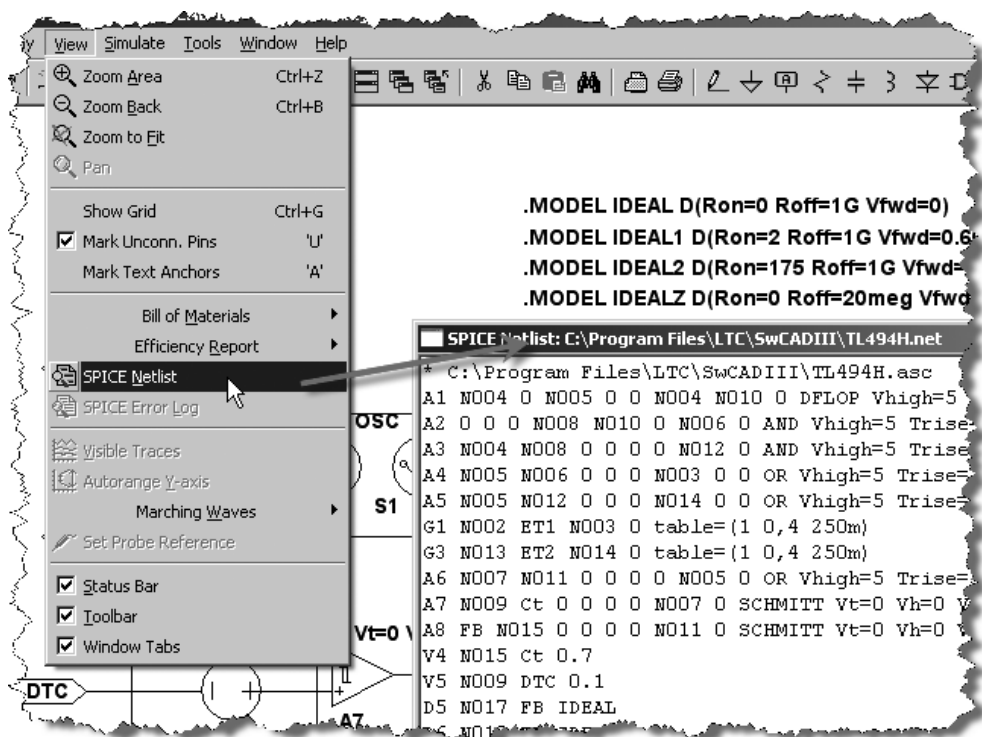 View Simulate Tools Window Help
Zoom Area Ctrl+Z
Zoom Back Ctrl+B
Zoom to Fit
Pan
Show Grid Ctrl+G
Mark Unconn. Pins 'U'
Mark Text Anchors 'A'
Bill of Materials
Efficiency Report
SPICE Netlist
SPICE Error Log
Visible Traces
Autorange Y-axis
Marching Waves
Set Probe Reference
Status Bar
Toolbar
Window Tabs
.MODEL IDEAL D(Ron=0 Roff=1G Vfwd=0)
.MODEL IDEAL1 D(Ron=2 Roff=1G Vfwd=0.6
.MODEL IDEAL2 D(Ron=175 Roff=1G Vfwd=
.MODEL IDEALZ D(Ron=0 Roff=20meg Vfwd
OSC
S1
Vt=0
DTC
A7
SPICE Netlist: C:\Program Files\LTC\SwCADIII\TL494H.net
* C:\Program Files\LTC\SwCADIII\TL494H.asc
A1 N004 0 N005 0 0 N004 N010 0 DFLOP Vhigh=5
A2 0 0 0 N008 N010 0 N006 0 AND Vhigh=5 Trise=
A3 N004 N008 0 0 0 0 N012 0 AND Vhigh=5 Trise
A4 N005 N006 0 0 0 N003 0 0 OR Vhigh=5 Trise=
A5 N005 N012 0 0 0 N014 0 0 OR Vhigh=5 Trise=
G1 N002 ET1 N003 0 table=(1 0,4 250m)
G3 N013 ET2 N014 0 table=(1 0,4 250m)
A6 N007 N011 0 0 0 0 N005 0 OR Vhigh=5 Trise=
A7 N009 Ct 0 0 0 0 N007 0 SCHMITT Vt=0 Vh=0 V
A8 FB N015 0 0 0 0 N011 0 SCHMITT Vt=0 Vh=0
V4 N015 Ct 0.7
V5 N009 DTC 0.1
D5 N017 FB IDEAL